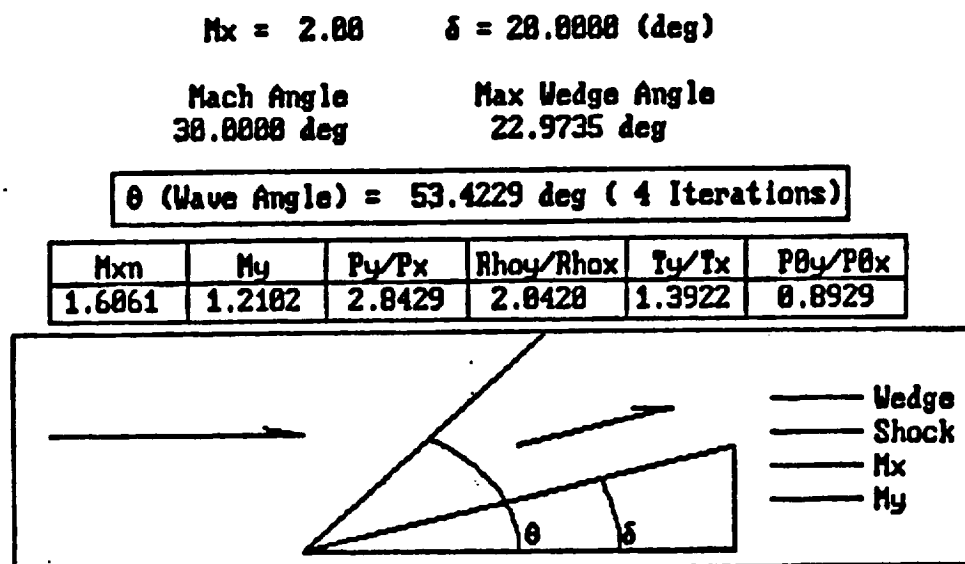 Mx = 2.00 δ = 20.0000 (deg)
Mach Angle Max Wedge Angle
30.0000 deg 22.9735 deg
θ (Wave Angle) = 53.4229 deg ( 4 Iterations)
Mxn My Py/Px Rhoy/Rhox Ty/Tx P0y/P0x
1.6061 1.2102 2.8429 2.0420 1.3922 0.8929
Wedge
Shock
Mx
My
θ δ